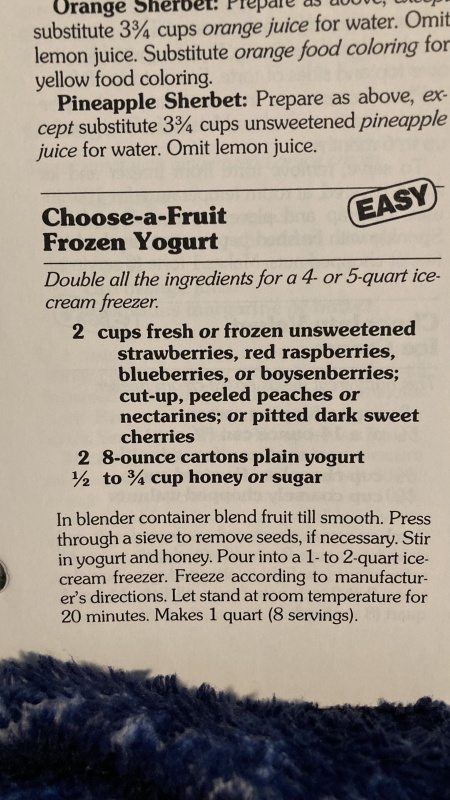 Orange Sherbet: Prepare as above, except
substitute 3¾ cups orange juice for water. Omit
lemon juice. Substitute orange food coloring for
yellow food coloring.
Pineapple Sherbet: Prepare as above, ex-
cept substitute 3¾ cups unsweetened pineapple
juice for water. Omit lemon juice.
EASY
Choose-a-Fruit
Frozen Yogurt
Double all the ingredients for a 4- or 5-quart ice-
cream freezer.
2 cups fresh or frozen unsweetened
strawberries, red raspberries,
blueberries, or boysenberries;
cut-up, peeled peaches or
nectarines; or pitted dark sweet
cherries
2 8-ounce cartons plain yogurt
½ to ¾ cup honey or sugar
In blender container blend fruit till smooth. Press
through a sieve to remove seeds, if necessary. Stir
in yogurt and honey. Pour into a 1- to 2-quart ice-
cream freezer. Freeze according to manufactur-
er's directions. Let stand at room temperature for
20 minutes. Makes 1 quart (8 servings).